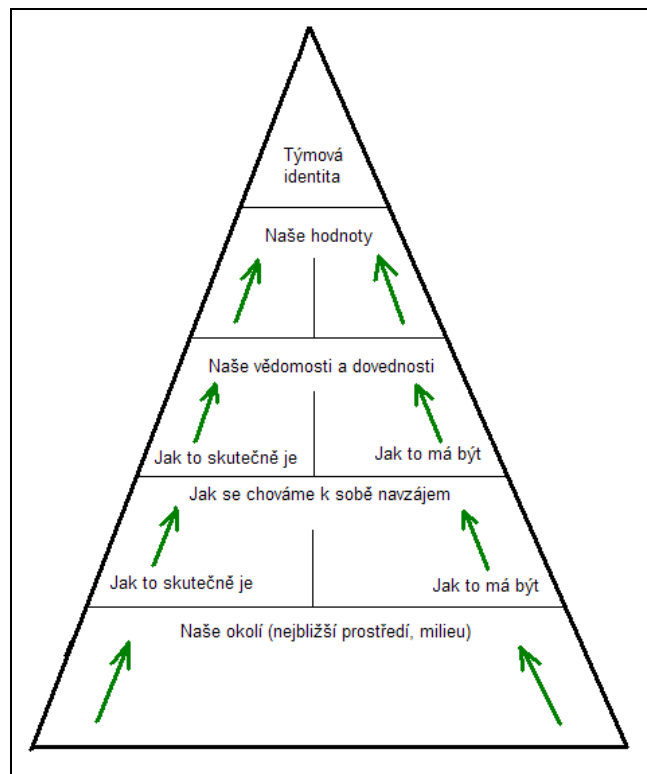 Týmová
identita
Naše hodnoty
Naše vědomosti a dovednosti
Jak to skutečně je
Jak to má být
Jak se chováme k sobě navzájem
Jak to skutečně je
Jak to má být
Naše okolí (nejbližší prostředí, milieu)